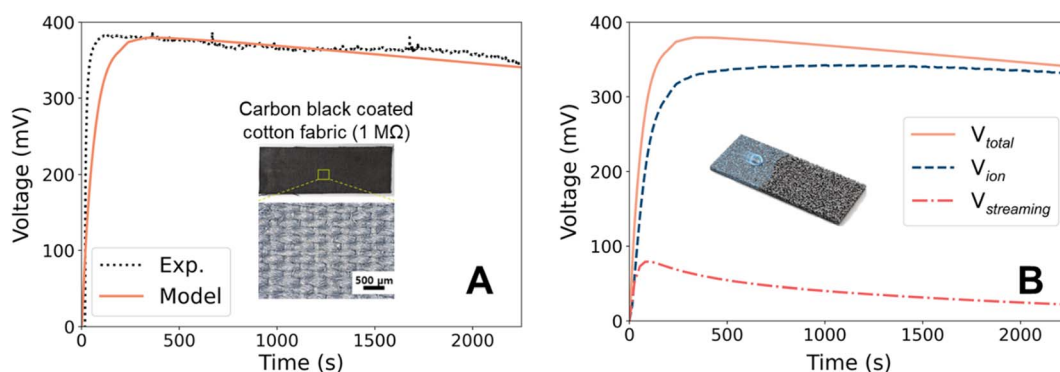 400
300
200
100
0
Voltage (mV)
Carbon black coated
cotton fabric (1 MΩ)
500 μm
Exp.
Model
A
0
500
1000
1500
2000
Time (s)
400
300
200
100
0
Voltage (mV)
V_total
V_ion
V_streaming
B
0
500
1000
1500
2000
Time (s)